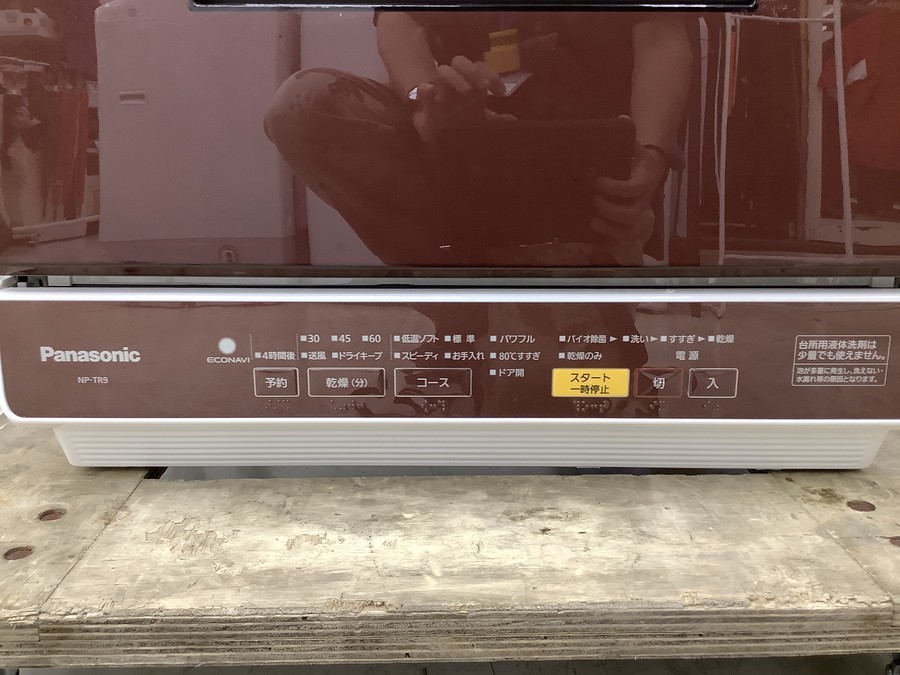 Panasonic
NP-TR9
ECONAVI
■4時間後
予約
■30 ■45 ■60
■送風 ■ドライキープ
乾燥(分)
■低温ソフト ■標 準 ■パワフル
■スピーディ ■お手入れ ■80℃すすぎ
■ドア開
コース
■バイオ除菌 ▶ ■洗い ▶ ■すすぎ ▶ ■乾燥
■乾燥のみ
電 源
スタート
一時停止
切
入
台所用液体洗剤は
少量でも使えません。
泡が多量に発生し、洗えない・
水漏れ等の原因となります。